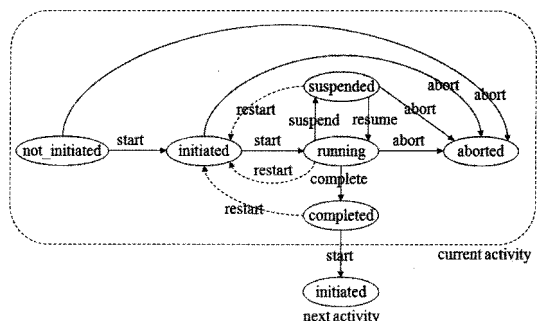 suspended
abort
abort
restart
abort
suspend
resume
start
start
abort
not_initiated
initiated
running
aborted
restart
complete
restart
completed
start
current activity
initiated
next activity